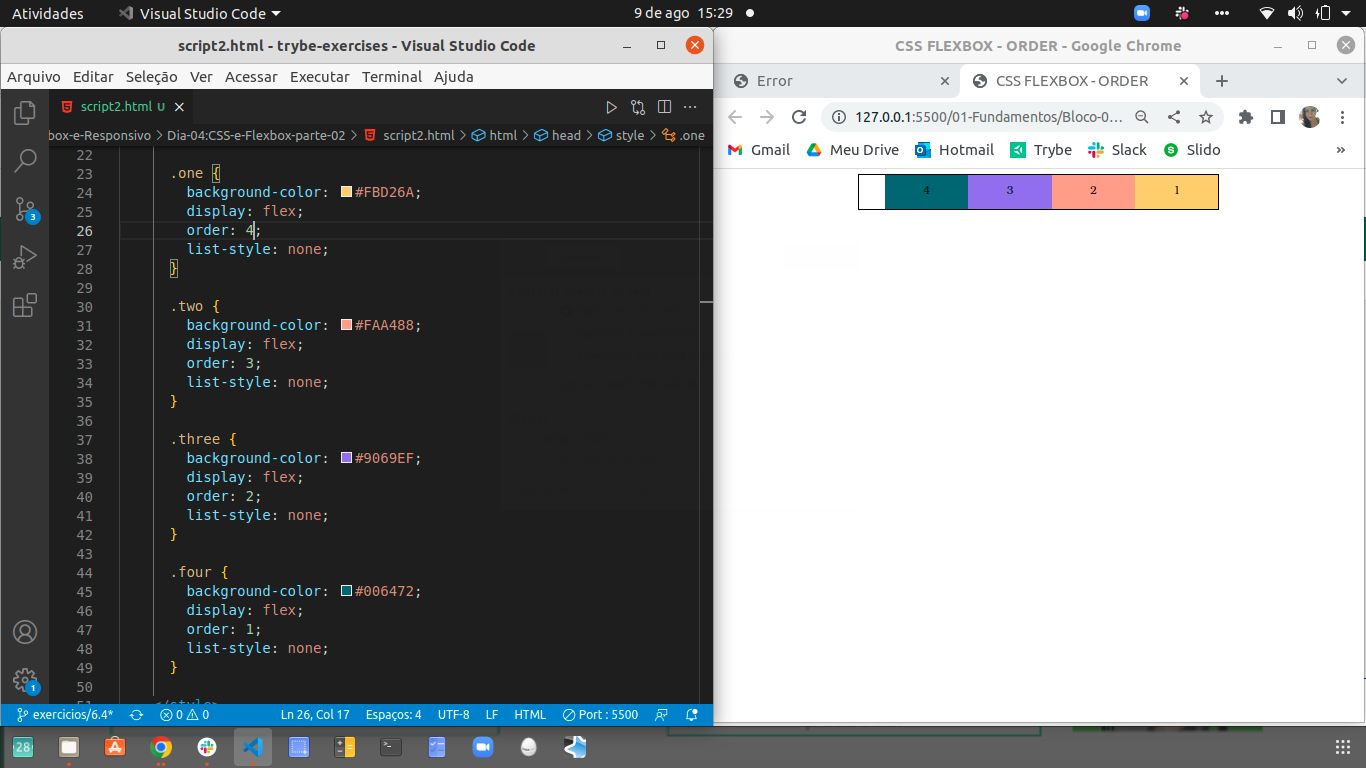 Atividades
Visual Studio Code
9 de ago 15:29
script2.html - trybe-exercises - Visual Studio Code
Arquivo Editar Seleção Ver Acessar Executar Terminal Ajuda
script2.html U
box-e-Responsivo > Dia-04:CSS-e-Flexbox-parte-02 > script2.html > html > head > style > .one
22
23 .one {
24 background-color: #FBD26A;
25 display: flex;
26 order: 4;
27 list-style: none;
28 }
29
30 .two {
31 background-color: #FAA488;
32 display: flex;
33 order: 3;
34 list-style: none;
35 }
36
37 .three {
38 background-color: #9069EF;
39 display: flex;
40 order: 2;
41 list-style: none;
42 }
43
44 .four {
45 background-color: #006472;
46 display: flex;
47 order: 1;
48 list-style: none;
49 }
50
51 </style>
3
1
exercicios/6.4* 0 0 Ln 26, Col 17 Espaços: 4 UTF-8 LF HTML Port : 5500
CSS FLEXBOX - ORDER - Google Chrome
Error
CSS FLEXBOX - ORDER
127.0.0.1:5500/01-Fundamentos/Bloco-0...
Gmail Meu Drive Hotmail Trybe Slack Slido »
4 3 2 1
28